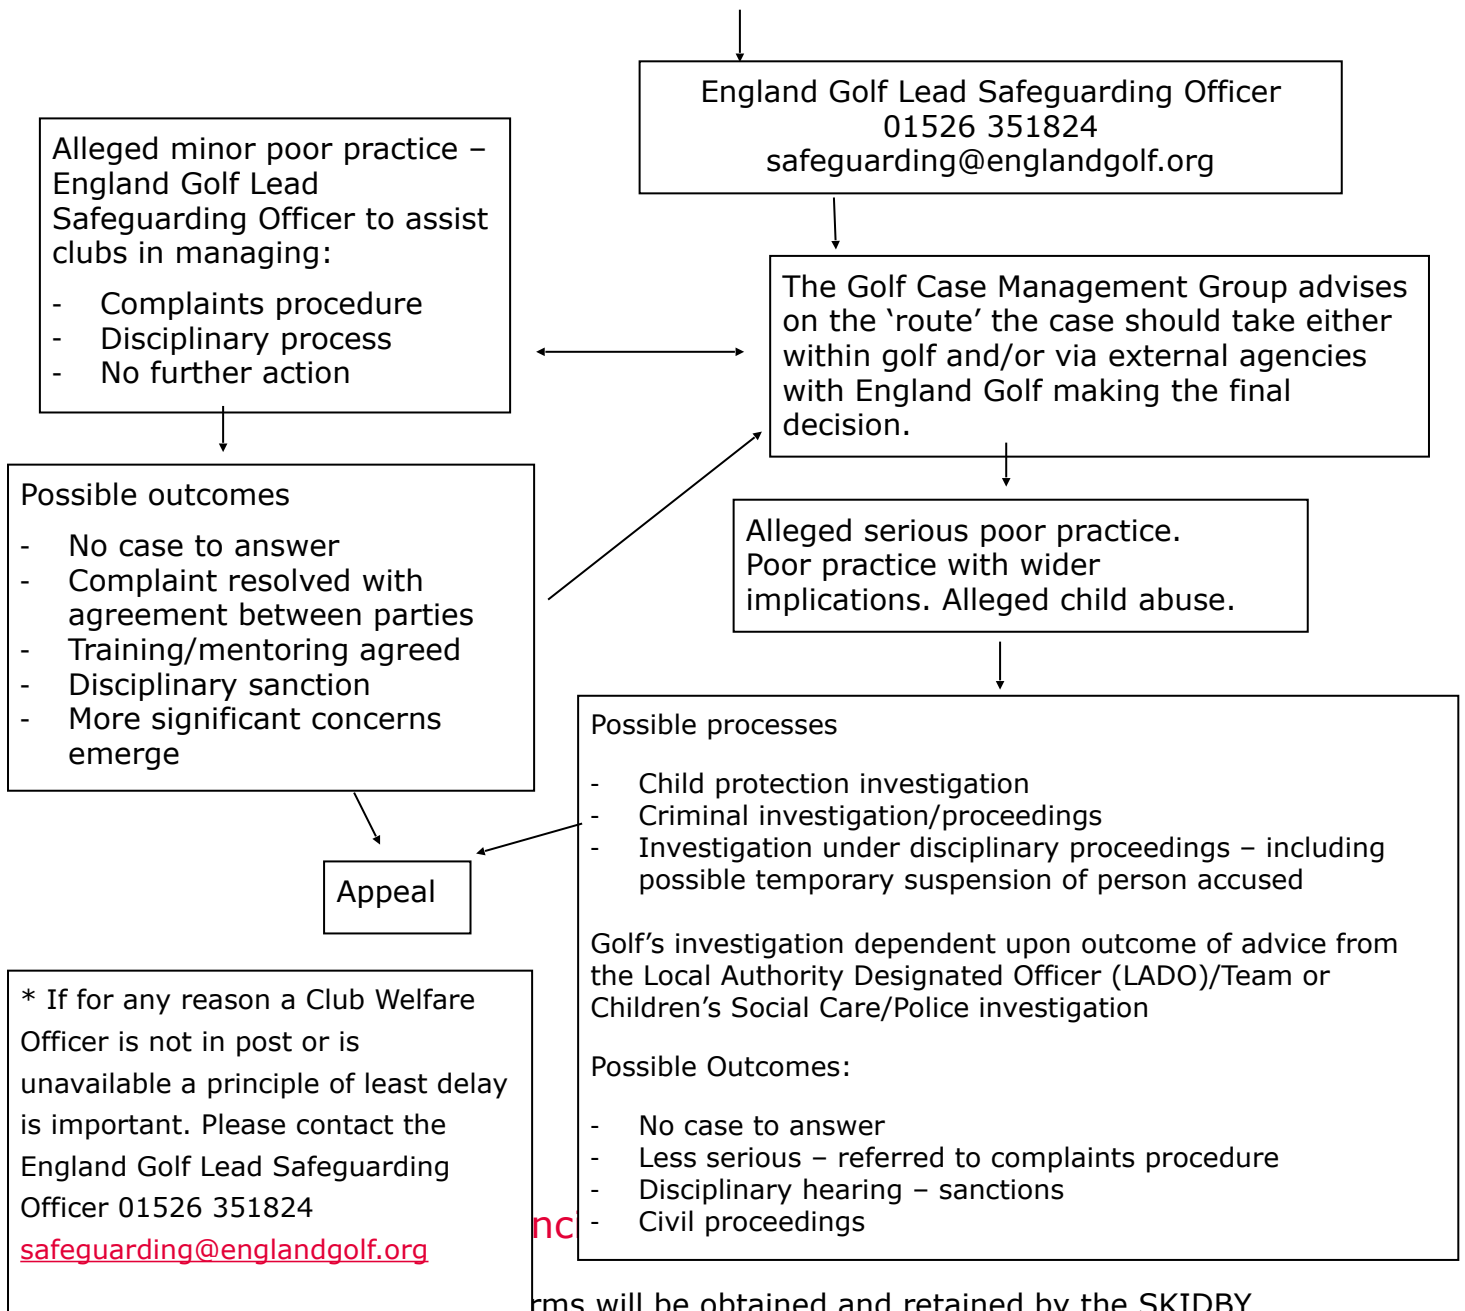 England Golf Lead Safeguarding Officer
01526 351824
safeguarding@englandgolf.org
Alleged minor poor practice –
England Golf Lead
Safeguarding Officer to assist
clubs in managing:
- Complaints procedure
- Disciplinary process
- No further action
The Golf Case Management Group advises
on the ‘route’ the case should take either
within golf and/or via external agencies
with England Golf making the final
decision.
Possible outcomes
- No case to answer
- Complaint resolved with
agreement between parties
- Training/mentoring agreed
- Disciplinary sanction
- More significant concerns
emerge
Alleged serious poor practice.
Poor practice with wider
implications. Alleged child abuse.
Possible processes
- Child protection investigation
- Criminal investigation/proceedings
- Investigation under disciplinary proceedings – including
possible temporary suspension of person accused
Golf’s investigation dependent upon outcome of advice from
the Local Authority Designated Officer (LADO)/Team or
Children’s Social Care/Police investigation
Possible Outcomes:
- No case to answer
- Less serious – referred to complaints procedure
- Disciplinary hearing – sanctions
- Civil proceedings
Appeal
* If for any reason a Club Welfare
Officer is not in post or is
unavailable a principle of least delay
is important. Please contact the
England Golf Lead Safeguarding
Officer 01526 351824
safeguarding@englandgolf.org
will be obtained and retained by the SKIDBY